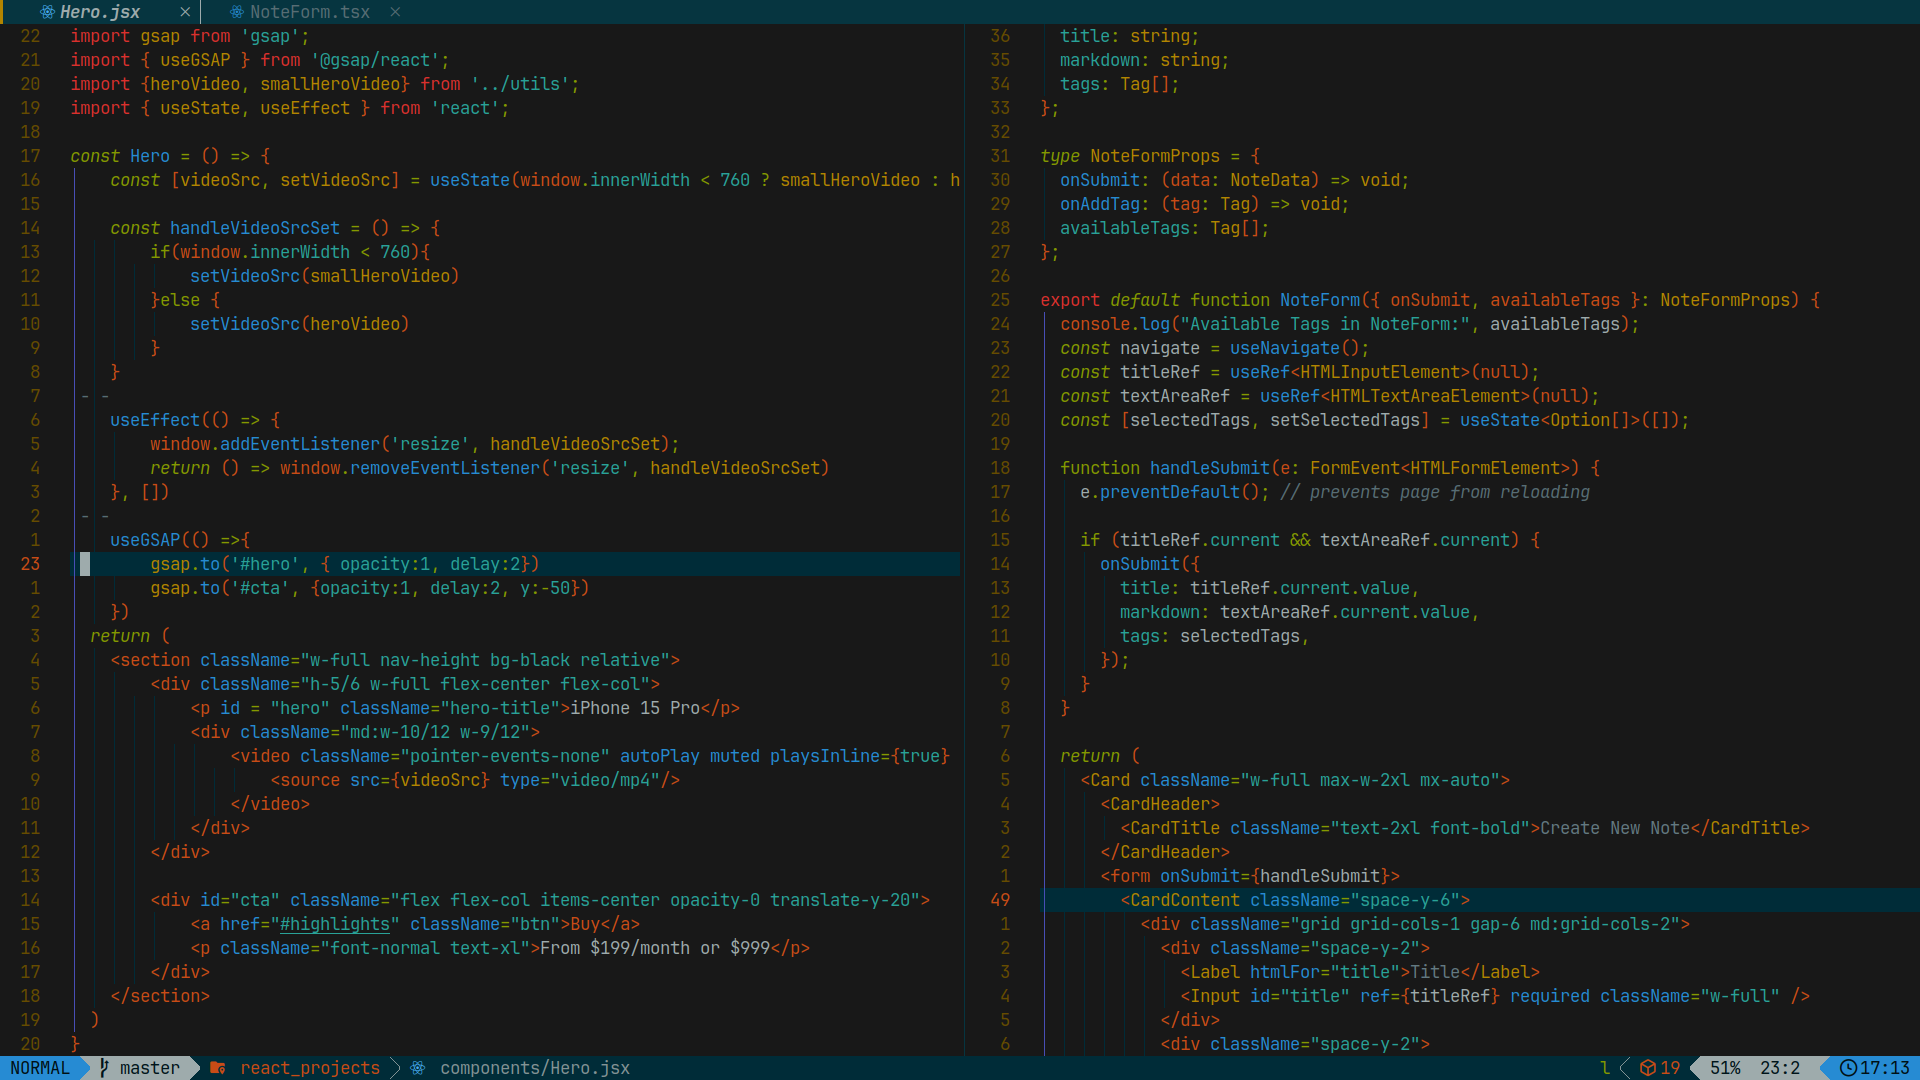 Hero.jsx × NoteForm.tsx ×
22 import gsap from 'gsap';
21 import { useGSAP } from '@gsap/react';
20 import {heroVideo, smallHeroVideo} from '../utils';
19 import { useState, useEffect } from 'react';
18
17 const Hero = () => {
16     const [videoSrc, setVideoSrc] = useState(window.innerWidth < 760 ? smallHeroVideo : h
15
14     const handleVideoSrcSet = () => {
13         if(window.innerWidth < 760){
12             setVideoSrc(smallHeroVideo)
11         }else {
10             setVideoSrc(heroVideo)
9         }
8     }
7 - -
6     useEffect(() => {
5         window.addEventListener('resize', handleVideoSrcSet);
4         return () => window.removeEventListener('resize', handleVideoSrcSet)
3     }, [])
2 - -
1     useGSAP(() =>{
23         gsap.to('#hero', { opacity:1, delay:2})
1         gsap.to('#cta', {opacity:1, delay:2, y:-50})
2     })
3   return (
4     <section className="w-full nav-height bg-black relative">
5         <div className="h-5/6 w-full flex-center flex-col">
6             <p id = "hero" className="hero-title">iPhone 15 Pro</p>
7             <div className="md:w-10/12 w-9/12">
8                 <video className="pointer-events-none" autoPlay muted playsInline={true}
9                     <source src={videoSrc} type="video/mp4"/>
10                 </video>
11             </div>
12         </div>
13
14         <div id="cta" className="flex flex-col items-center opacity-0 translate-y-20">
15             <a href="#highlights" className="btn">Buy</a>
16             <p className="font-normal text-xl">From $199/month or $999</p>
17         </div>
18     </section>
19   )
20 }
36   title: string;
35   markdown: string;
34   tags: Tag[];
33 };
32
31 type NoteFormProps = {
30   onSubmit: (data: NoteData) => void;
29   onAddTag: (tag: Tag) => void;
28   availableTags: Tag[];
27 };
26
25 export default function NoteForm({ onSubmit, availableTags }: NoteFormProps) {
24   console.log("Available Tags in NoteForm:", availableTags);
23   const navigate = useNavigate();
22   const titleRef = useRef<HTMLInputElement>(null);
21   const textAreaRef = useRef<HTMLTextAreaElement>(null);
20   const [selectedTags, setSelectedTags] = useState<Option[]>([]);
19
18   function handleSubmit(e: FormEvent<HTMLFormElement>) {
17     e.preventDefault(); // prevents page from reloading
16
15     if (titleRef.current && textAreaRef.current) {
14       onSubmit({
13         title: titleRef.current.value,
12         markdown: textAreaRef.current.value,
11         tags: selectedTags,
10       });
9     }
8   }
7
6   return (
5     <Card className="w-full max-w-2xl mx-auto">
4       <CardHeader>
3         <CardTitle className="text-2xl font-bold">Create New Note</CardTitle>
2       </CardHeader>
1       <form onSubmit={handleSubmit}>
49         <CardContent className="space-y-6">
1           <div className="grid grid-cols-1 gap-6 md:grid-cols-2">
2             <div className="space-y-2">
3               <Label htmlFor="title">Title</Label>
4               <Input id="title" ref={titleRef} required className="w-full" />
5             </div>
6             <div className="space-y-2">
NORMAL master react_projects components/Hero.jsx l 19 51% 23:2 17:13